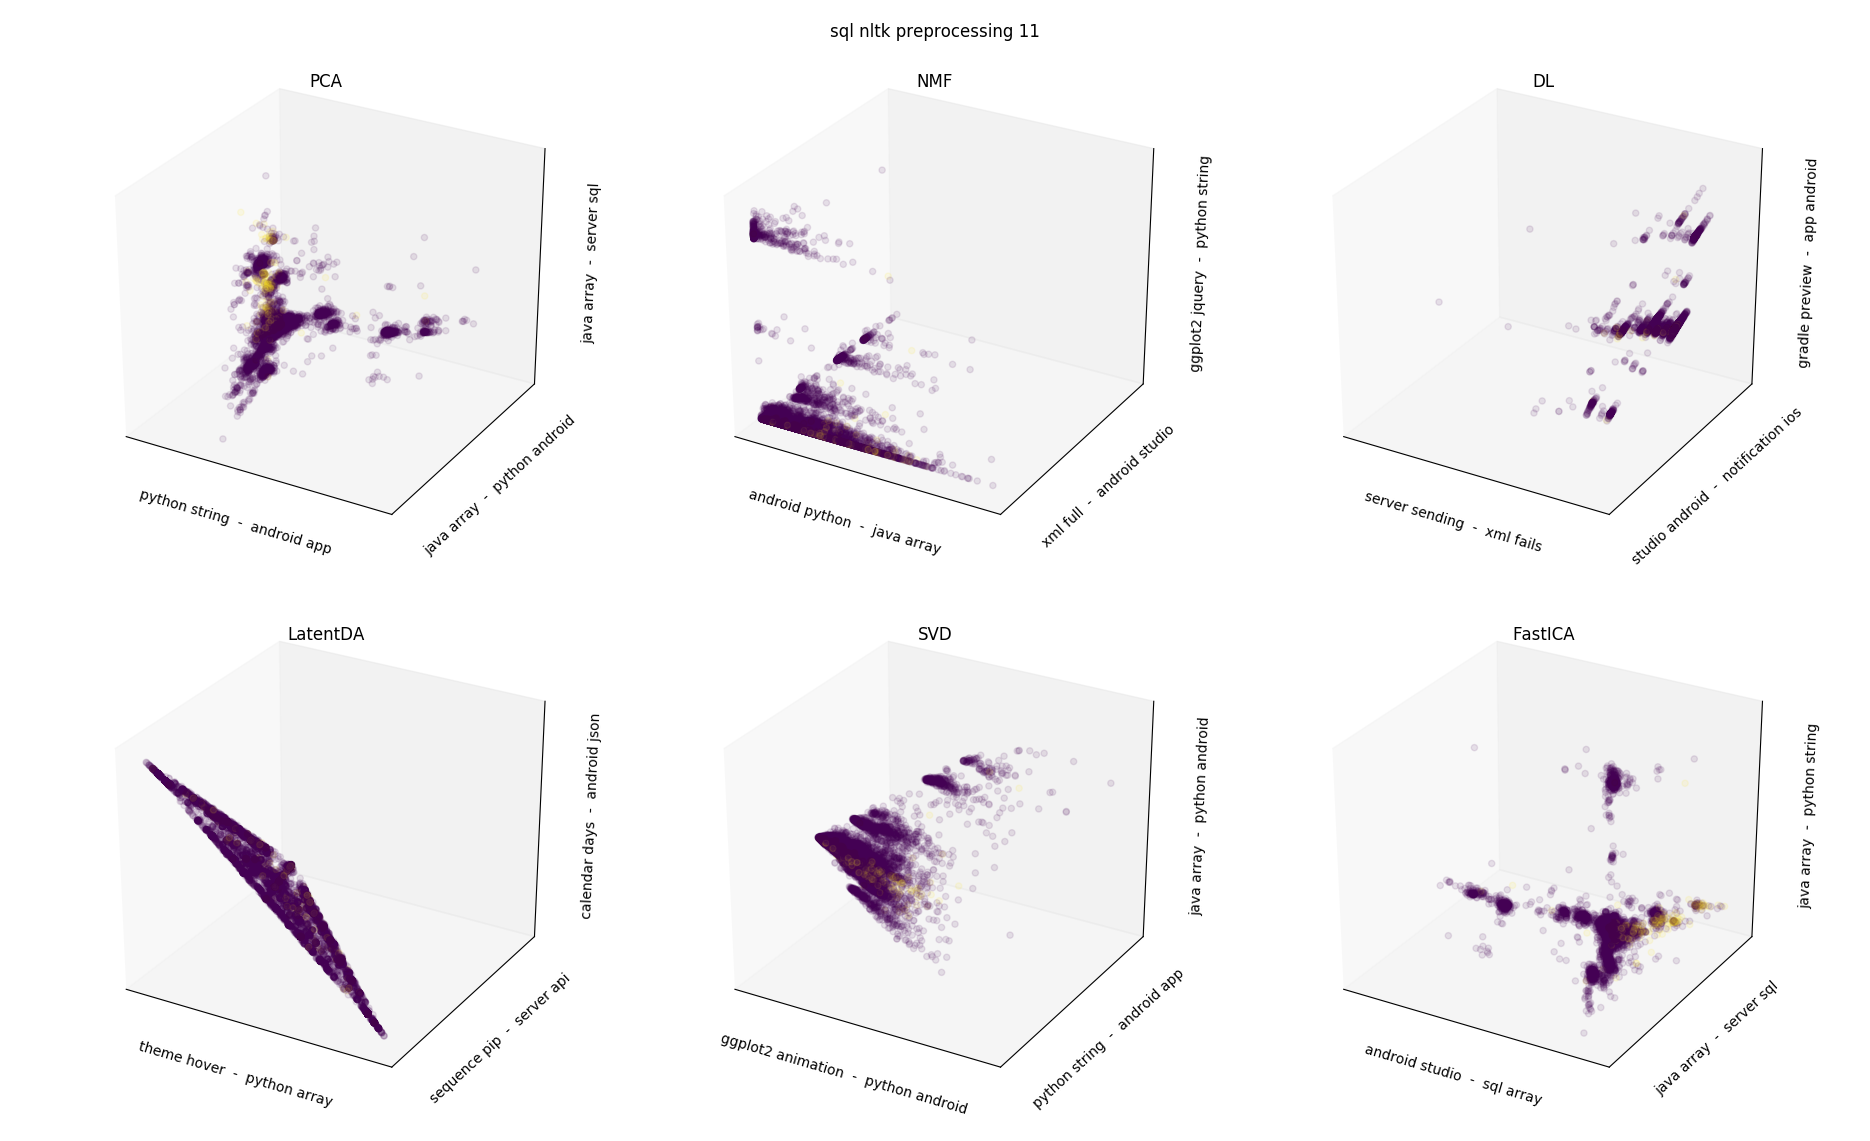 sql nltk preprocessing 11
PCA
java array - server sql
java array - python android
python string - android app
NMF
ggplot2 jquery - python string
xml full - android studio
android python - java array
DL
gradle preview - app android
studio android - notification ios
server sending - xml fails
LatentDA
calendar days - android json
sequence pip - server api
theme hover - python array
SVD
java array - python android
python string - android app
ggplot2 animation - python android
FastICA
java array - python string
java array - server sql
android studio - sql array